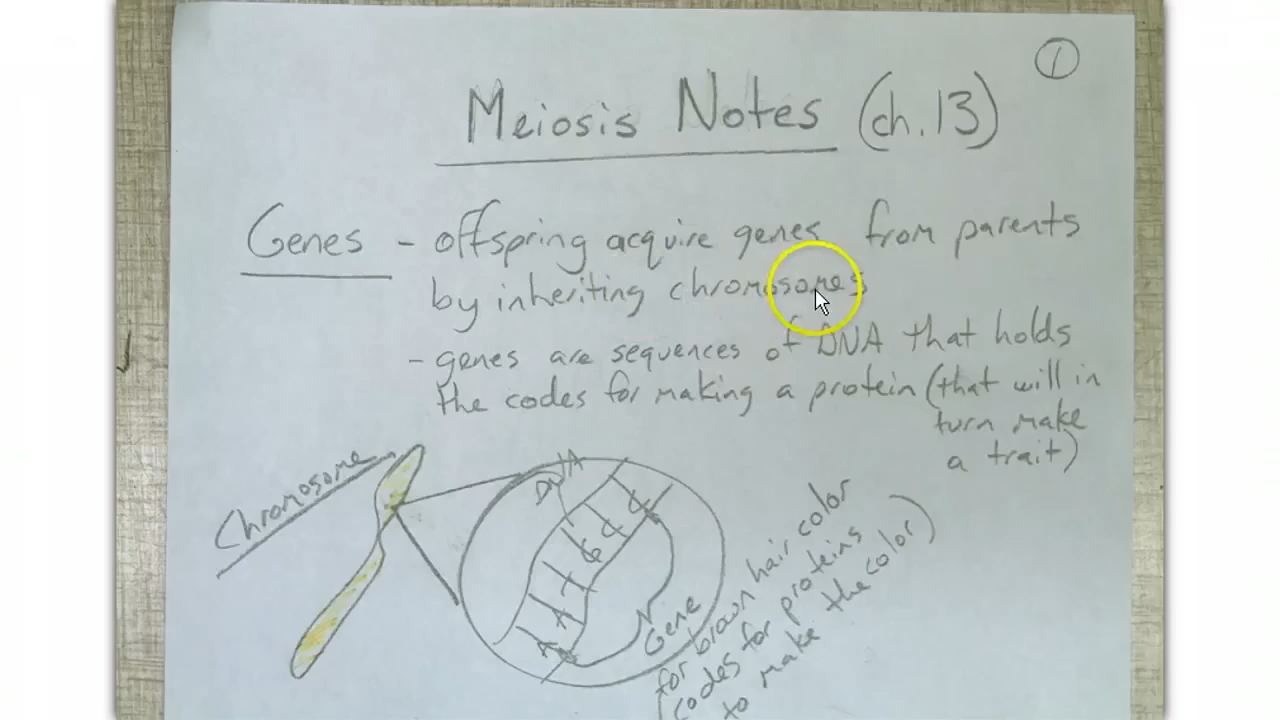 1
Meiosis Notes (ch.13)
Genes - offspring acquire genes from parents
by inheriting chromosomes
- genes are sequences of DNA that holds
the codes for making a protein (that will in
turn make
a trait)
Chromosome
DNA
Gene
for brown hair color
(codes for proteins
to make the color)